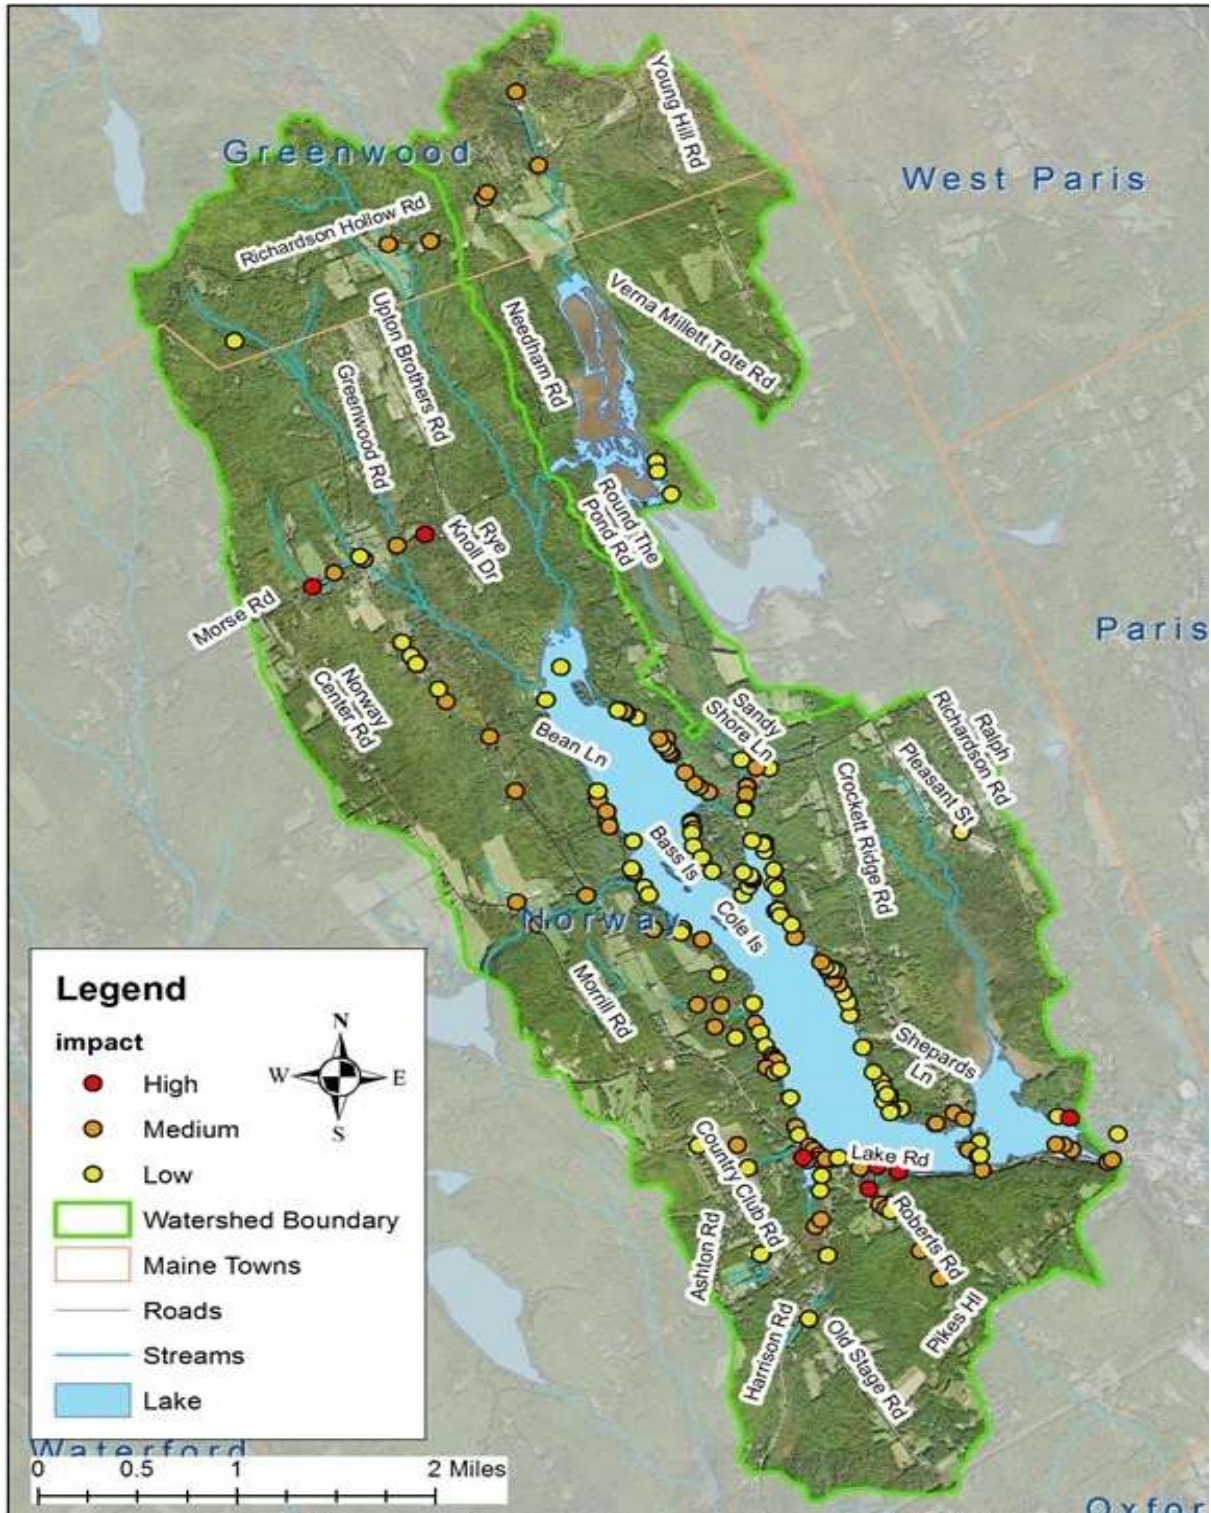 Young Hill Rd
Greenwood
West Paris
Richardson Hollow Rd
Verna Millett Tote Rd
Needham Rd
Upton Brothers Rd
Greenwood Rd
Round The
Pond Rd
Rye
Knoll Dr
Morse Rd
Paris
Norway
Center Rd
Sandy
Shore Ln
Bean Ln
Ralph
Richardson Rd
Pleasant St
Crockett Ridge Rd
Bass Is
Cole Is
Norway
Morrill Rd
Shepards
Ln
Lake Rd
Country Club Rd
Roberts Rd
Ashton Rd
Pikes Hl
Harrison Rd
Old Stage Rd
Legend
impact
High
Medium
Low
Watershed Boundary
Maine Towns
Roads
Streams
Lake
N
W
E
S
Waterford
0 0.5 1 2 Miles
Oxfor